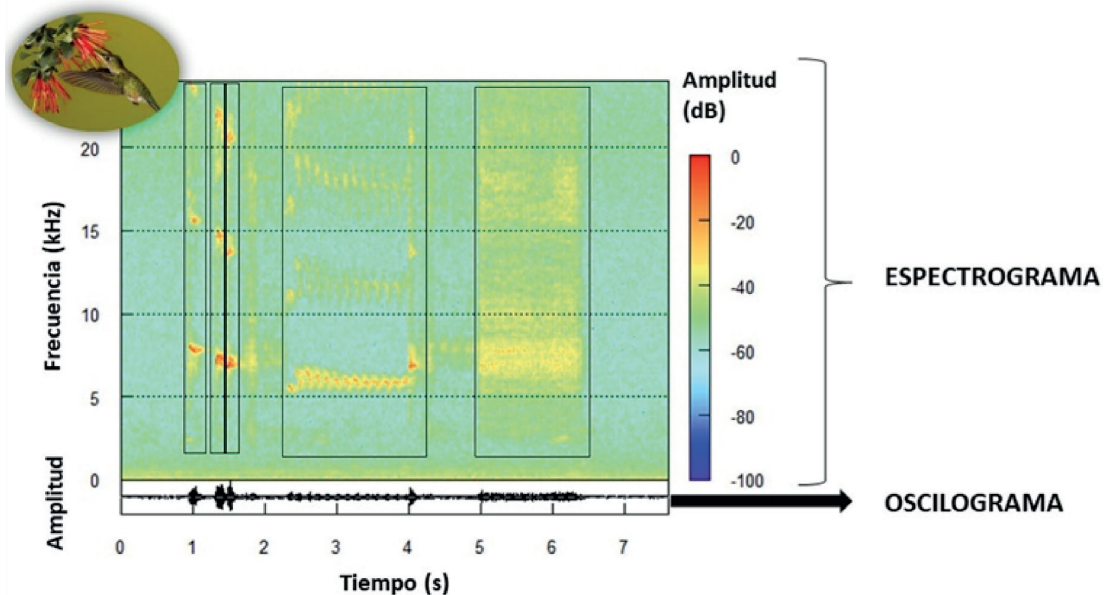 Amplitud
(dB)
Frecuencia (kHz)
20
15
10
5
0
0
-20
-40
-60
-80
-100
ESPECTROGRAMA
Amplitud
OSCILOGRAMA
0 1 2 3 4 5 6 7
Tiempo (s)